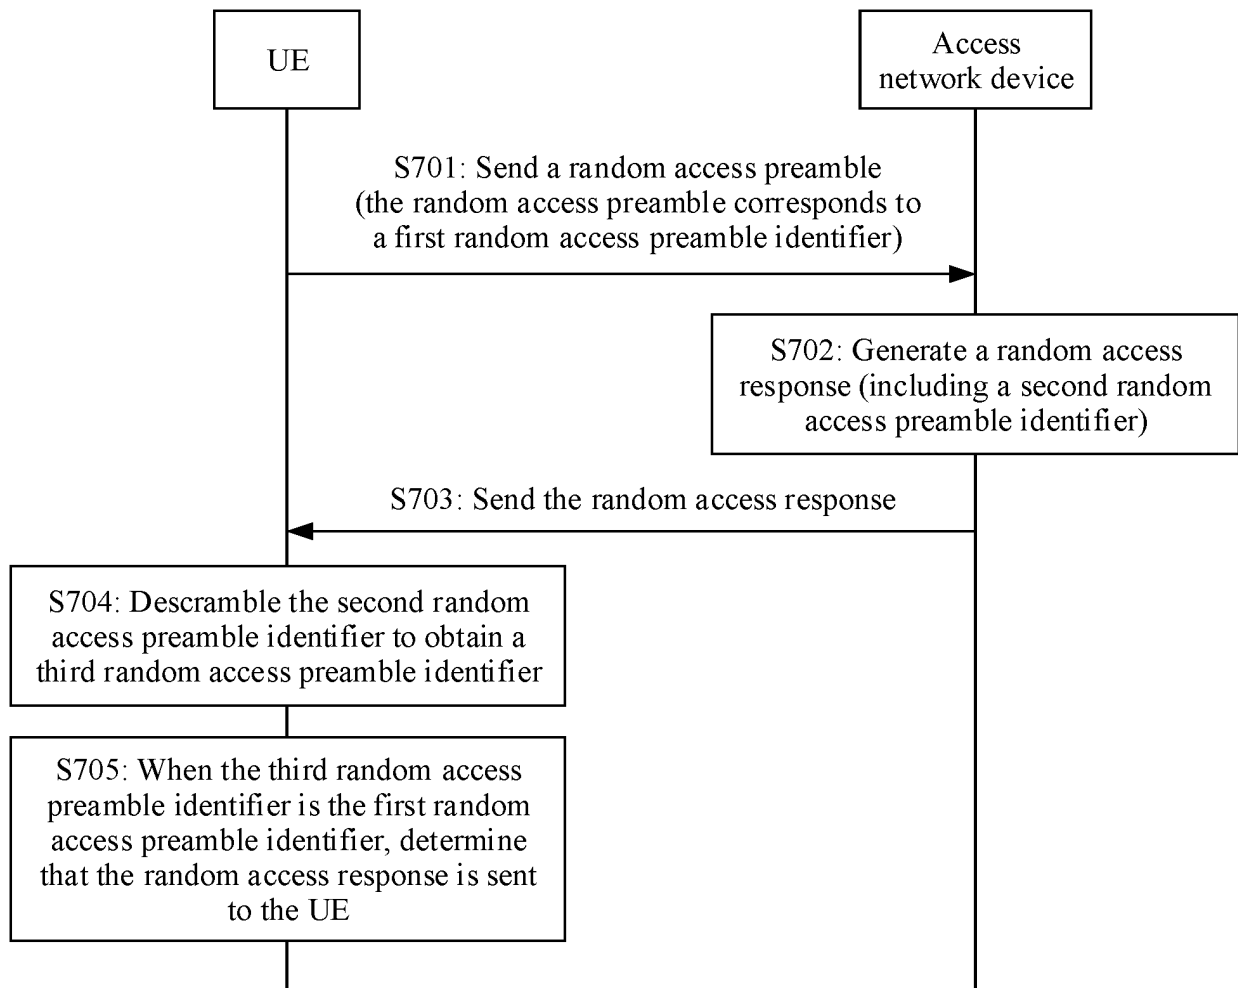 UE
Access
network device
S701: Send a random access preamble
(the random access preamble corresponds to
a first random access preamble identifier)
S702: Generate a random access
response (including a second random
access preamble identifier)
S703: Send the random access response
S704: Descramble the second random
access preamble identifier to obtain a
third random access preamble identifier
S705: When the third random access
preamble identifier is the first random
access preamble identifier, determine
that the random access response is sent
to the UE